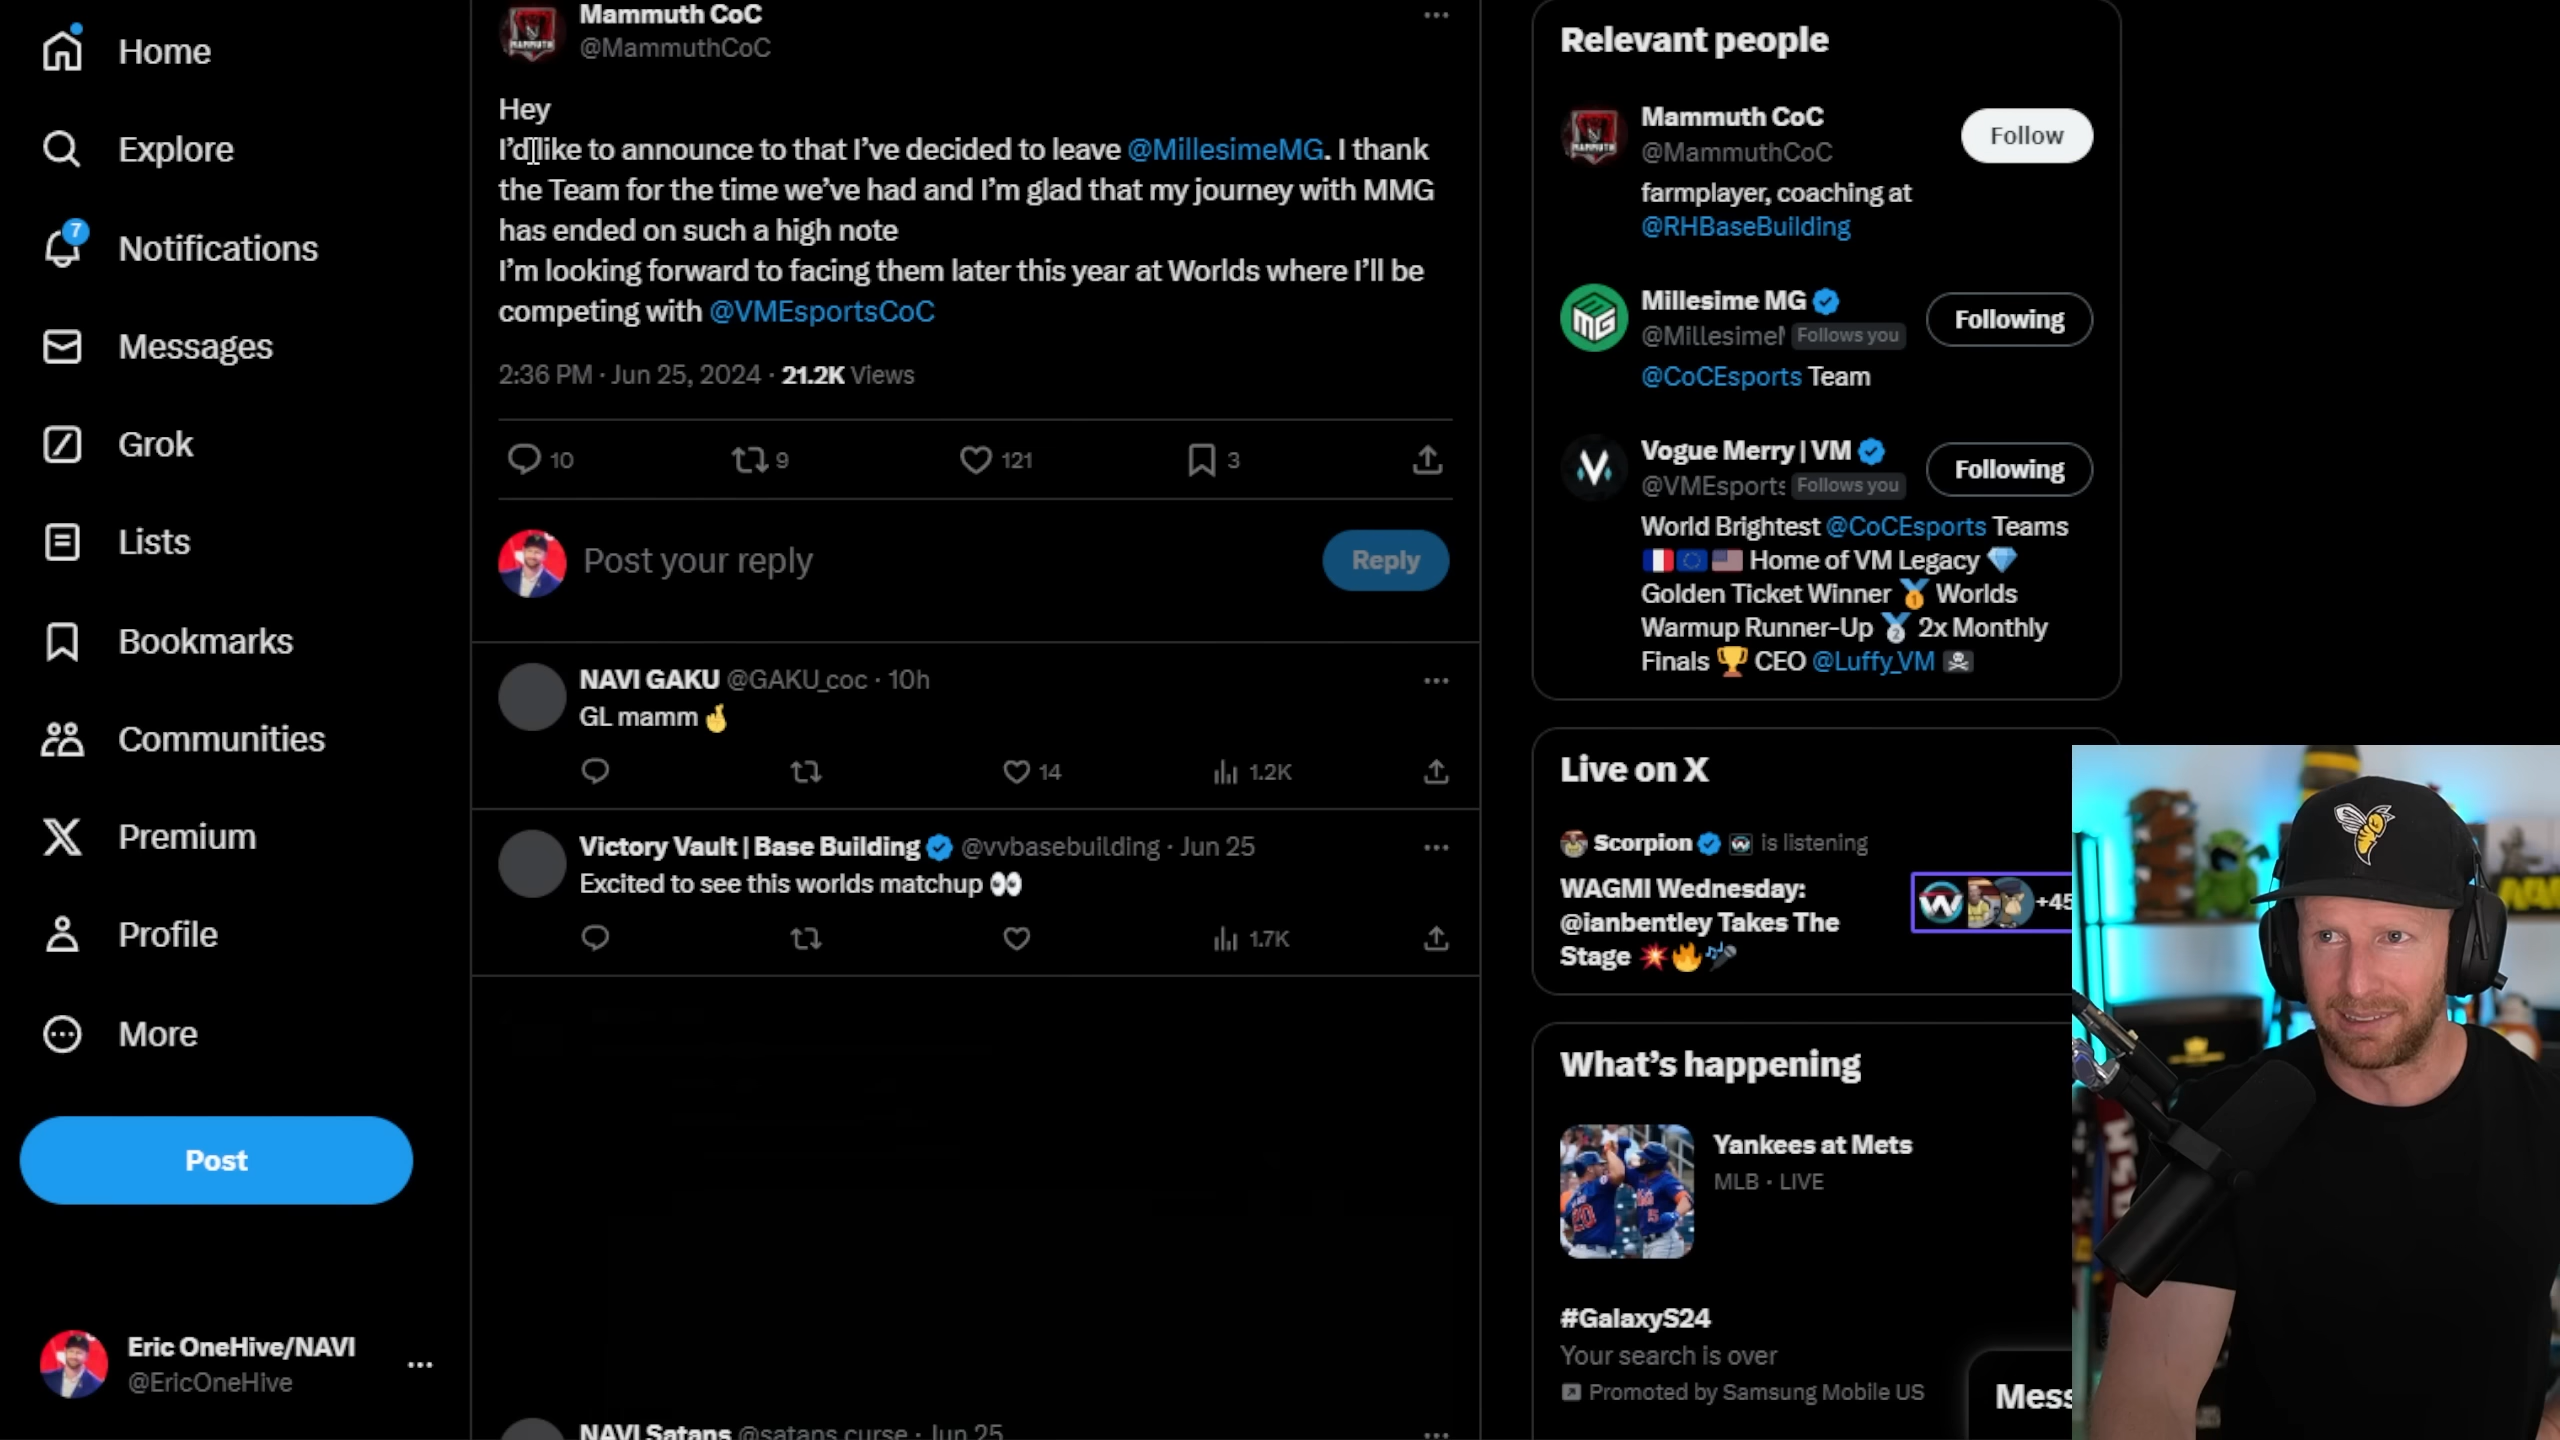 Home
Explore
7
Notifications
Messages
Grok
Lists
Bookmarks
Communities
Premium
Profile
More
Post
Eric OneHive/NAVI
@EricOneHive
Mammuth CoC
@MammuthCoC
Hey
I'd like to announce to that I've decided to leave @MillesimeMG. I thank
the Team for the time we've had and I'm glad that my journey with MMG
has ended on such a high note
I'm looking forward to facing them later this year at Worlds where I'll be
competing with @VMEsportsCoC
2:36 PM · Jun 25, 2024 · 21.2K Views
10 9 121 3
Post your reply
Reply
NAVI GAKU @GAKU_coc · 10h
GL mamm 🤞
14 1.2K
Victory Vault | Base Building @vvbasebuilding · Jun 25
Excited to see this worlds matchup 👀
1.7K
NAVI Satans @satans_curse · Jun 25
Relevant people
Mammuth CoC
@MammuthCoC
Follow
farmplayer, coaching at
@RHBaseBuilding
Millesime MG
Follows you
Following
@CoCEsports Team
Vogue Merry | VM
@VMEsports Follows you
Following
World Brightest @CoCEsports Teams
🇫🇷🇪🇺🇺🇸 Home of VM Legacy 💎
Golden Ticket Winner 🥇 Worlds
Warmup Runner-Up 🥈 2x Monthly
Finals 🏆 CEO @Luffy_VM 🏴‍☠️
Live on X
Scorpion is listening
WAGMI Wednesday:
@ianbentley Takes The
Stage 💥🔥🎤
+45
What's happening
Yankees at Mets
MLB · LIVE
#GalaxyS24
Your search is over
Promoted by Samsung Mobile US
Mess